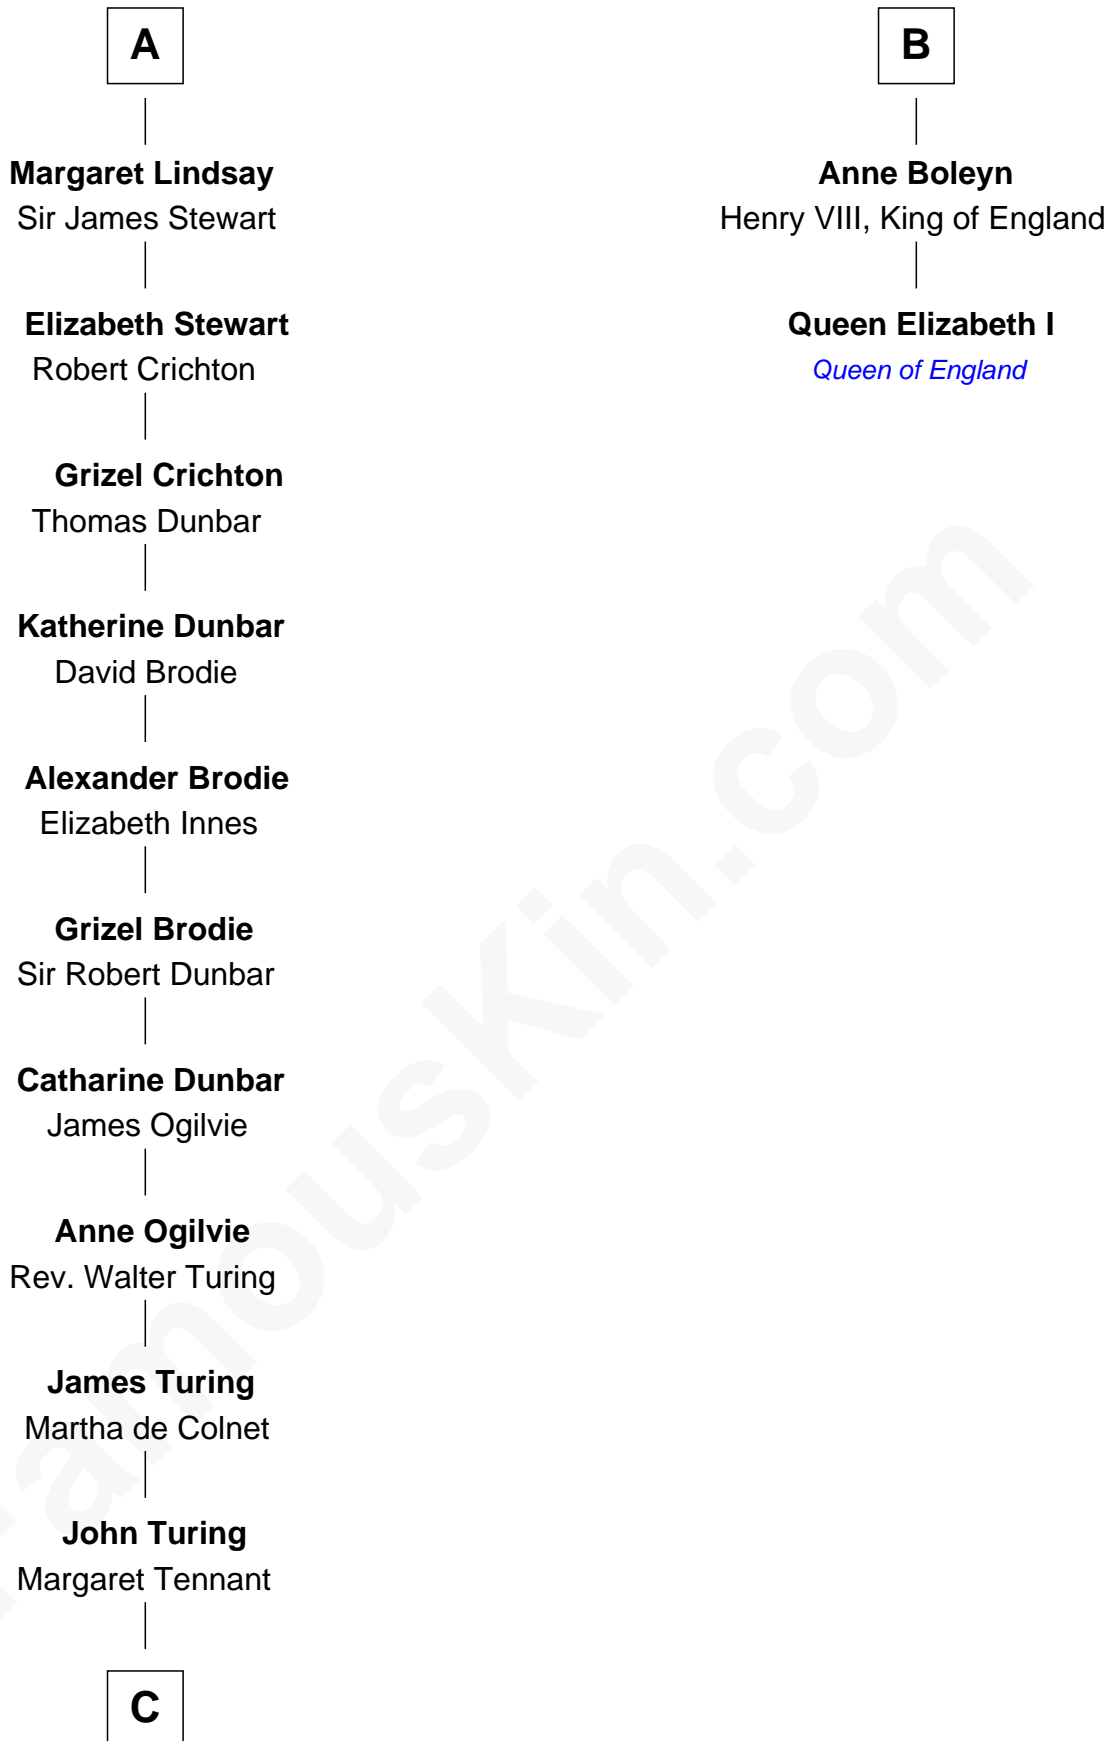 A
Margaret Lindsay
Sir James Stewart
Elizabeth Stewart
Robert Crichton
Grizel Crichton
Thomas Dunbar
Katherine Dunbar
David Brodie
Alexander Brodie
Elizabeth Innes
Grizel Brodie
Sir Robert Dunbar
Catharine Dunbar
James Ogilvie
Anne Ogilvie
Rev. Walter Turing
James Turing
Martha de Colnet
John Turing
Margaret Tennant
C
B
Anne Boleyn
Henry VIII, King of England
Queen Elizabeth I
Queen of England
FamousKin.com